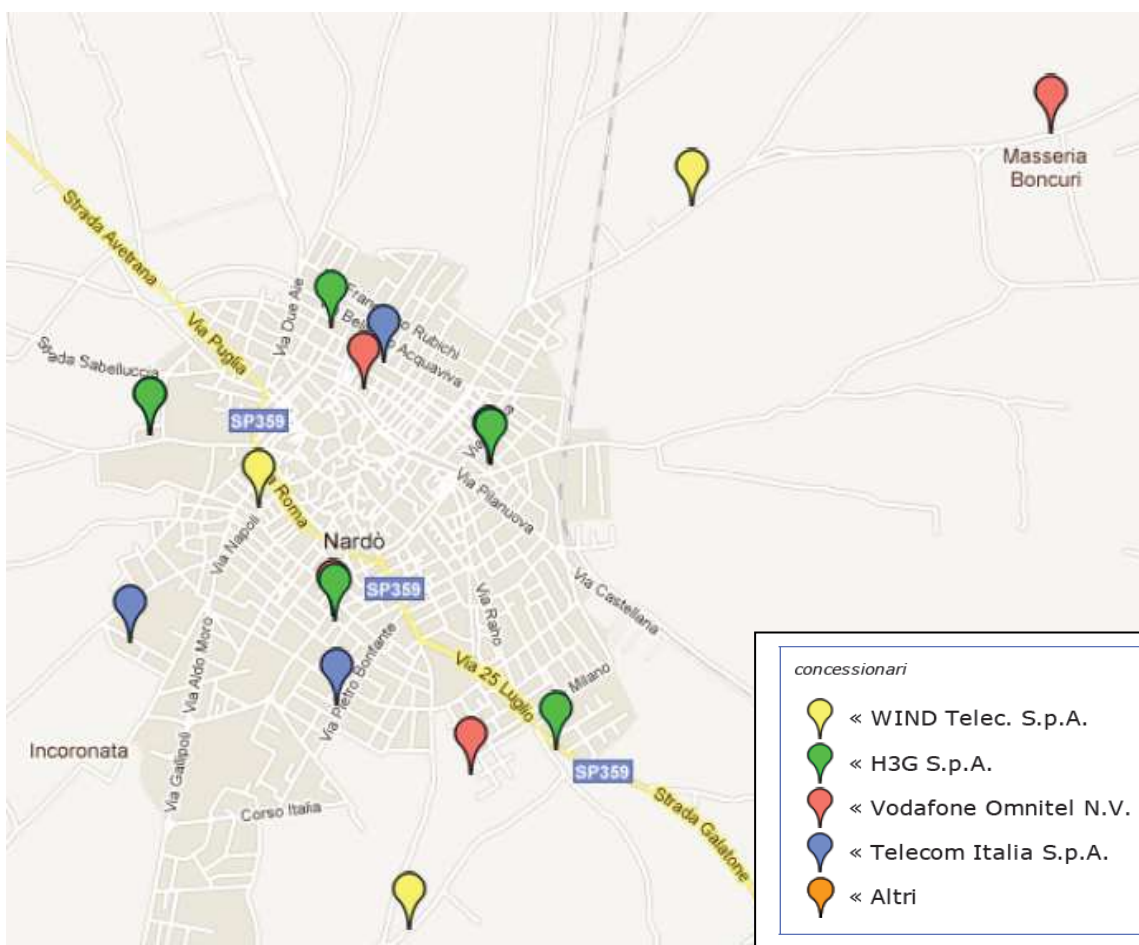 Masseria
Boncuri
Strada Avetrana
Via Due Aie
Rubichi
Acquaviva
Via Puglia
Strada Sabelluccia
SP359
Via
Via Pilanuova
Roma
Via Napoli
Nardò
SP359
Via Raho
Via Castellana
Via Aldo Moro
Via Pietro Bonfante
Via 25 Luglio
Milano
Incoronata
Via Gallipoli
SP359
Corso Italia
Strada Galatone
concessionari
« WIND Telec. S.p.A.
« H3G S.p.A.
« Vodafone Omnitel N.V.
« Telecom Italia S.p.A.
« Altri